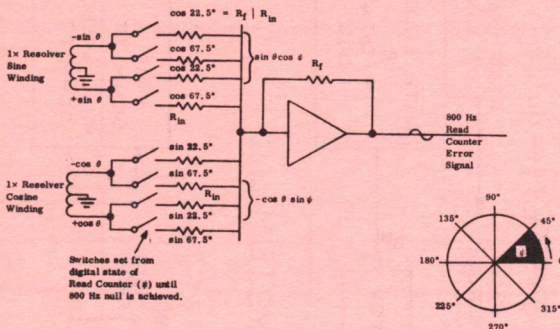 cos 22.5° = Rf | Rin
-sin θ
cos 67.5°
cos 22.5°
sin θ cos ψ
1× Resolver
Sine
Winding
+sin θ
cos 67.5°
Rin
Rf
800 Hz
Read
Counter
Error
Signal
-cos θ
sin 22.5°
sin 67.5°
Rin
-cos θ sin ψ
1× Resolver
Cosine
Winding
+cos θ
sin 22.5°
sin 67.5°
Switches set from
digital state of
Read Counter (ψ) until
800 Hz null is achieved.
90°
135°
45°
180°
ψ
225°
315°
270°